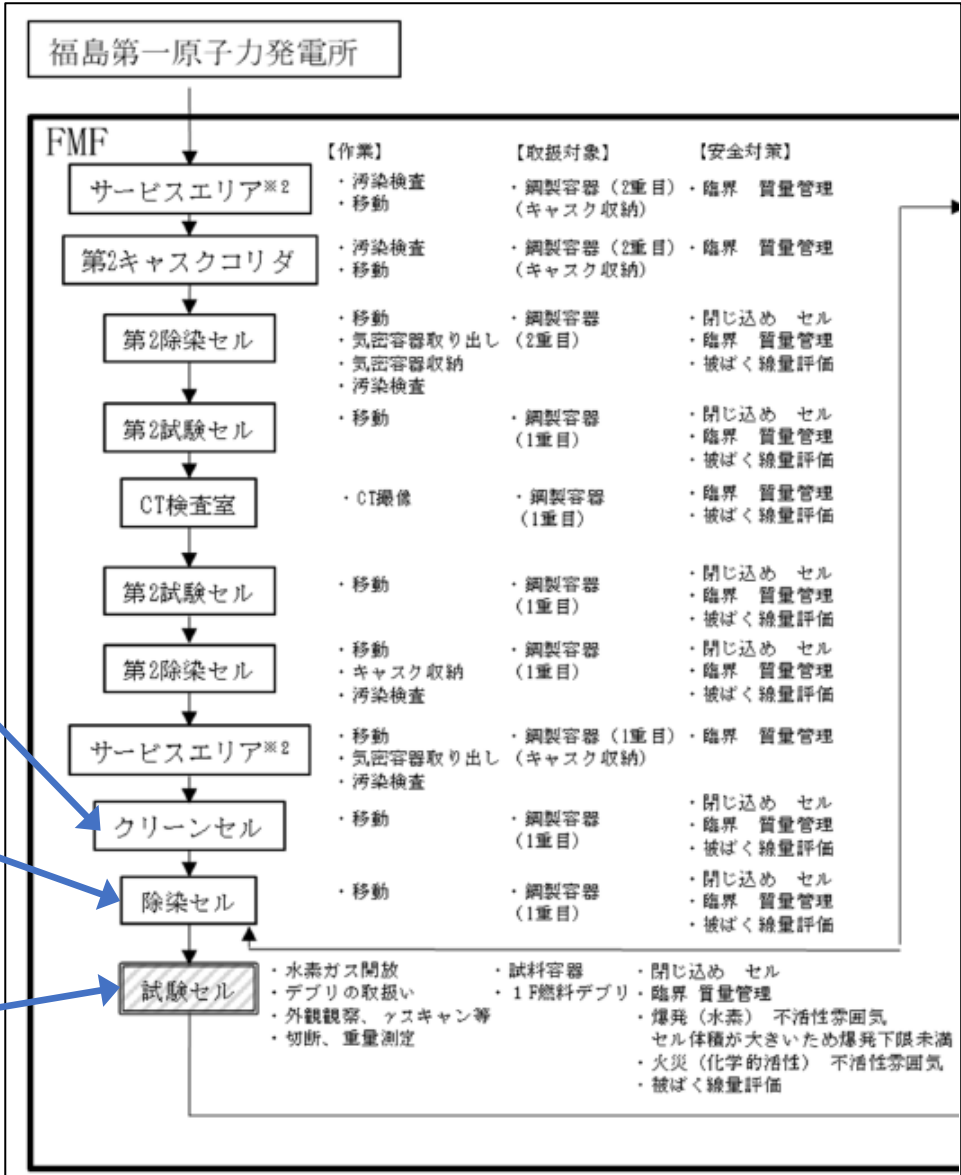 福島第一原子力発電所
FMF
【作業】 【取扱対象】 【安全対策】
サービスエリア※2
・汚染検査
・移動
・鋼製容器（2重目）
(キャスク収納)
・臨界 質量管理
第2キャスクコリダ
・汚染検査
・移動
・鋼製容器（2重目）
(キャスク収納)
・臨界 質量管理
第2除染セル
・移動
・気密容器取り出し
・気密容器収納
・汚染検査
・鋼製容器
(2重目)
・閉じ込め セル
・臨界 質量管理
・被ばく線量評価
第2試験セル
・移動
・鋼製容器
(1重目)
・閉じ込め セル
・臨界 質量管理
・被ばく線量評価
CT検査室
・CT撮像
・鋼製容器
(1重目)
・臨界 質量管理
・被ばく線量評価
第2試験セル
・移動
・鋼製容器
(1重目)
・閉じ込め セル
・臨界 質量管理
・被ばく線量評価
第2除染セル
・移動
・キャスク収納
・汚染検査
・鋼製容器
(1重目)
・閉じ込め セル
・臨界 質量管理
・被ばく線量評価
サービスエリア※2
・移動
・気密容器取り出し
・汚染検査
・鋼製容器（1重目）
(キャスク収納)
・臨界 質量管理
クリーンセル
・移動
・鋼製容器
(1重目)
・閉じ込め セル
・臨界 質量管理
・被ばく線量評価
除染セル
・移動
・鋼製容器
(1重目)
・閉じ込め セル
・臨界 質量管理
・被ばく線量評価
試験セル
・水素ガス開放
・デブリの取扱い
・外観観察、γスキャン等
・切断、重量測定
・試料容器
・1F燃料デブリ
・閉じ込め セル
・臨界 質量管理
・爆発（水素） 不活性雰囲気
セル体積が大きいため爆発下限未満
・火災（化学的活性） 不活性雰囲気
・被ばく線量評価